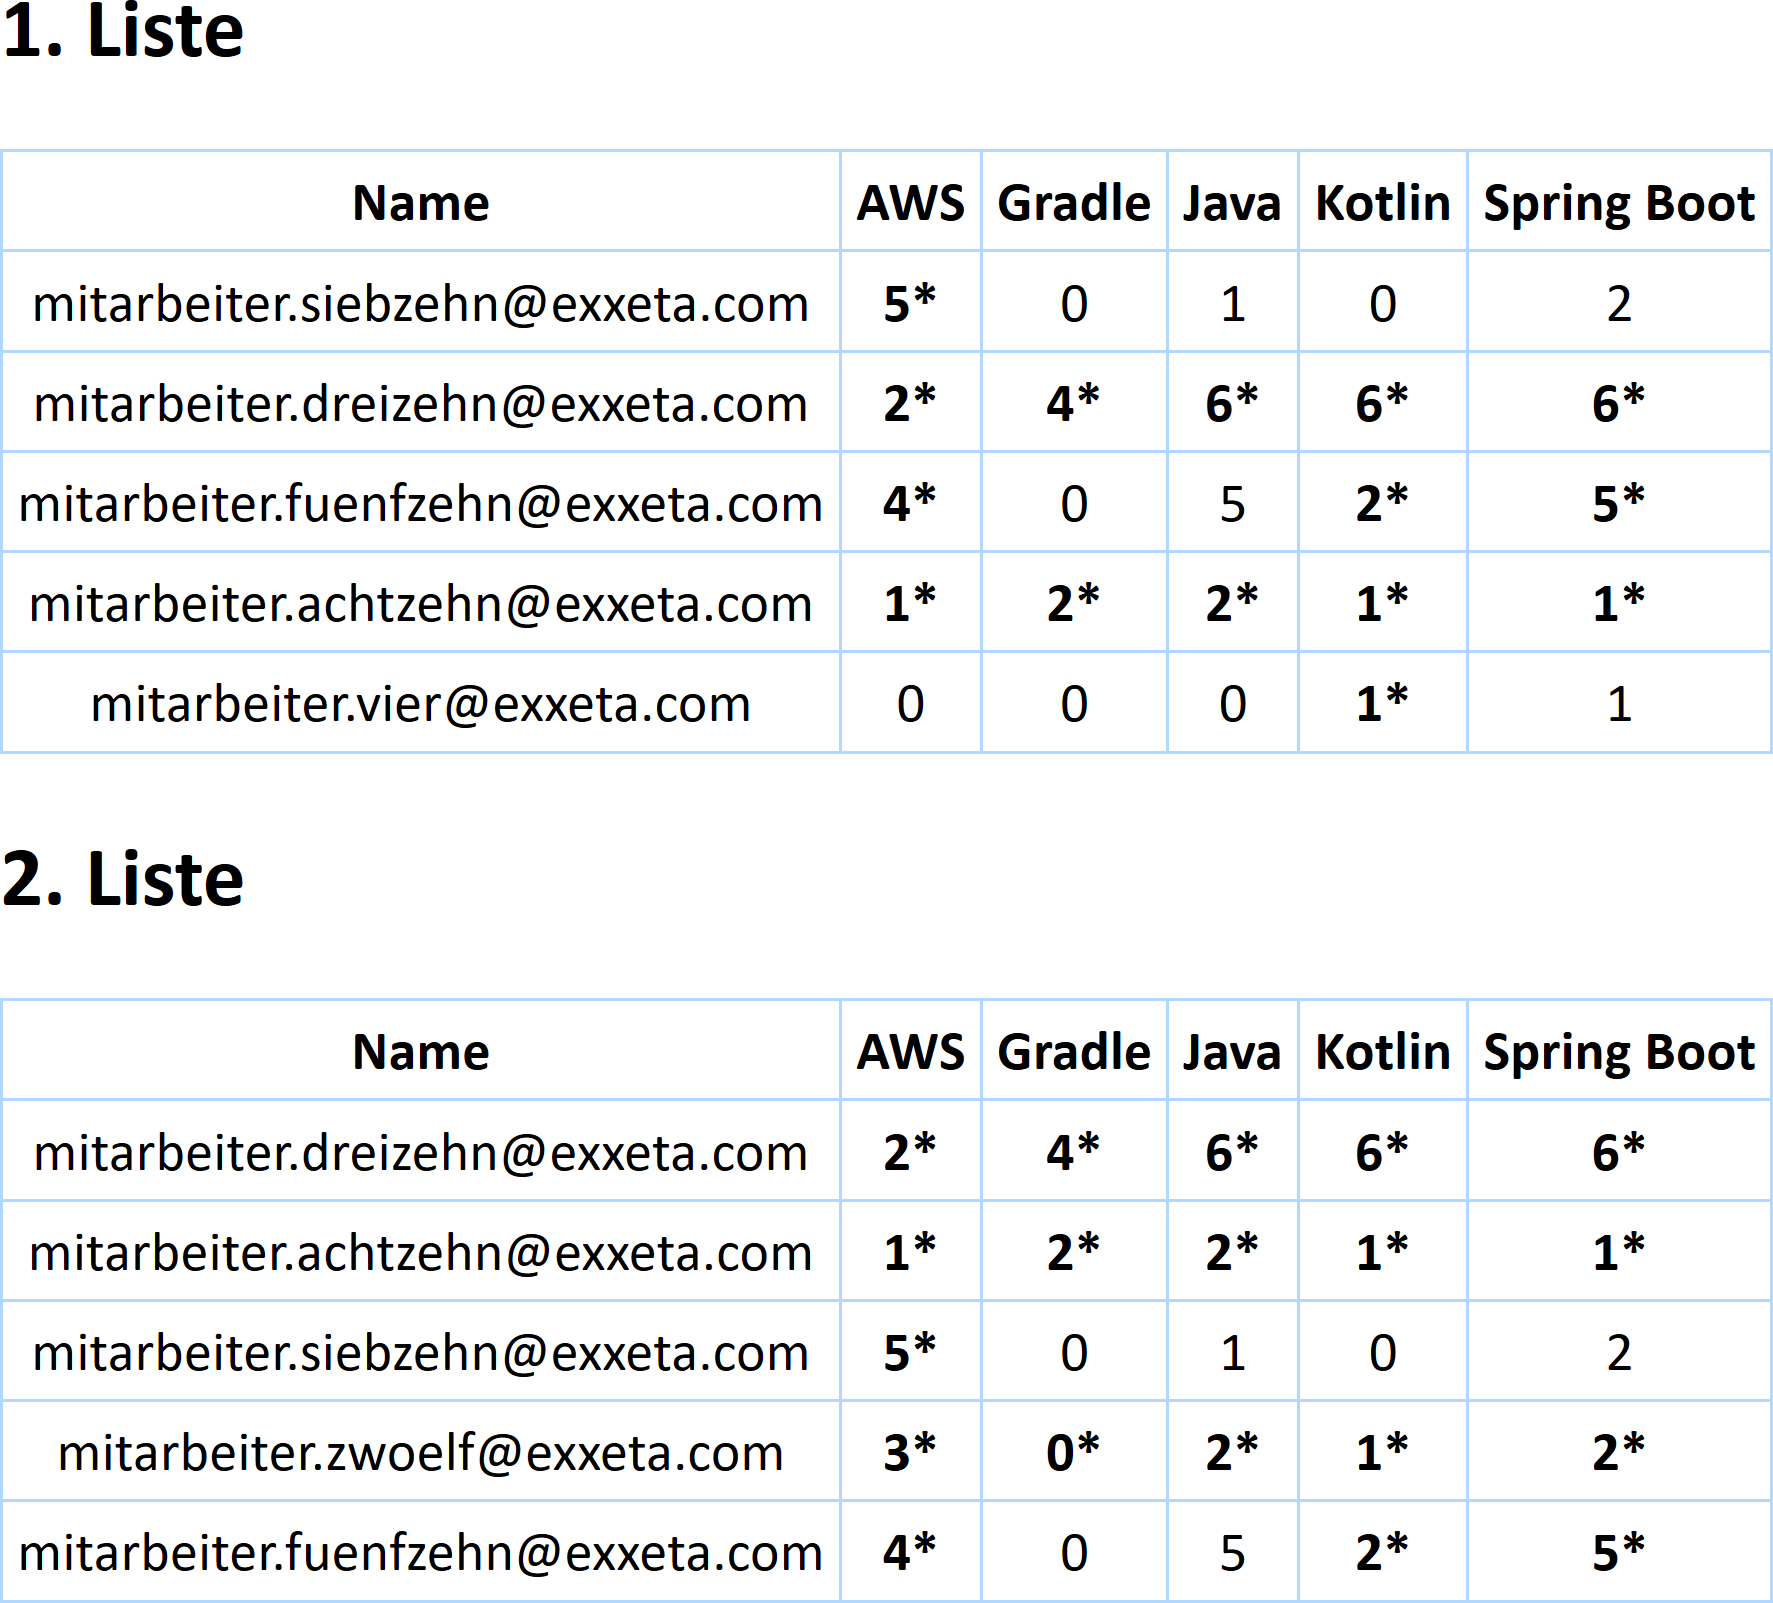 1. Liste
Name AWS Gradle Java Kotlin Spring Boot
mitarbeiter.siebzehn@exxeta.com 5* 0 1 0 2
mitarbeiter.dreizehn@exxeta.com 2* 4* 6* 6* 6*
mitarbeiter.fuenfzehn@exxeta.com 4* 0 5 2* 5*
mitarbeiter.achtzehn@exxeta.com 1* 2* 2* 1* 1*
mitarbeiter.vier@exxeta.com 0 0 0 1* 1
2. Liste
Name AWS Gradle Java Kotlin Spring Boot
mitarbeiter.dreizehn@exxeta.com 2* 4* 6* 6* 6*
mitarbeiter.achtzehn@exxeta.com 1* 2* 2* 1* 1*
mitarbeiter.siebzehn@exxeta.com 5* 0 1 0 2
mitarbeiter.zwoelf@exxeta.com 3* 0* 2* 1* 2*
mitarbeiter.fuenfzehn@exxeta.com 4* 0 5 2* 5*